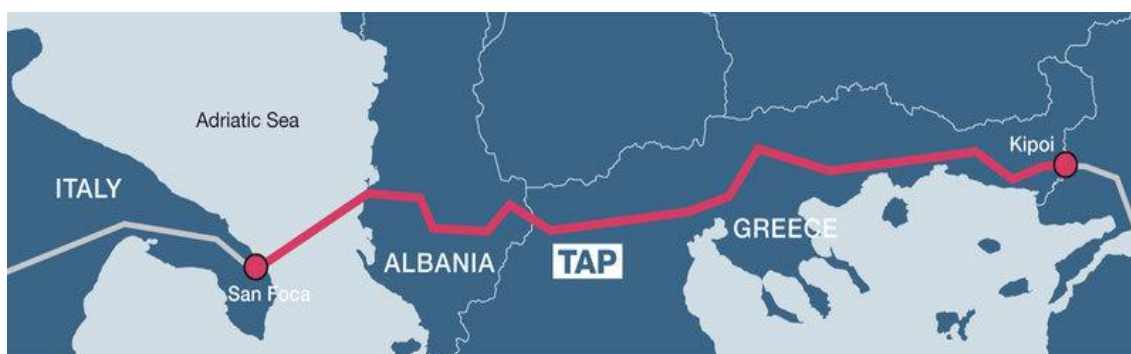 Adriatic Sea
Kipoi
ITALY
GREECE
ALBANIA
TAP
San Foca